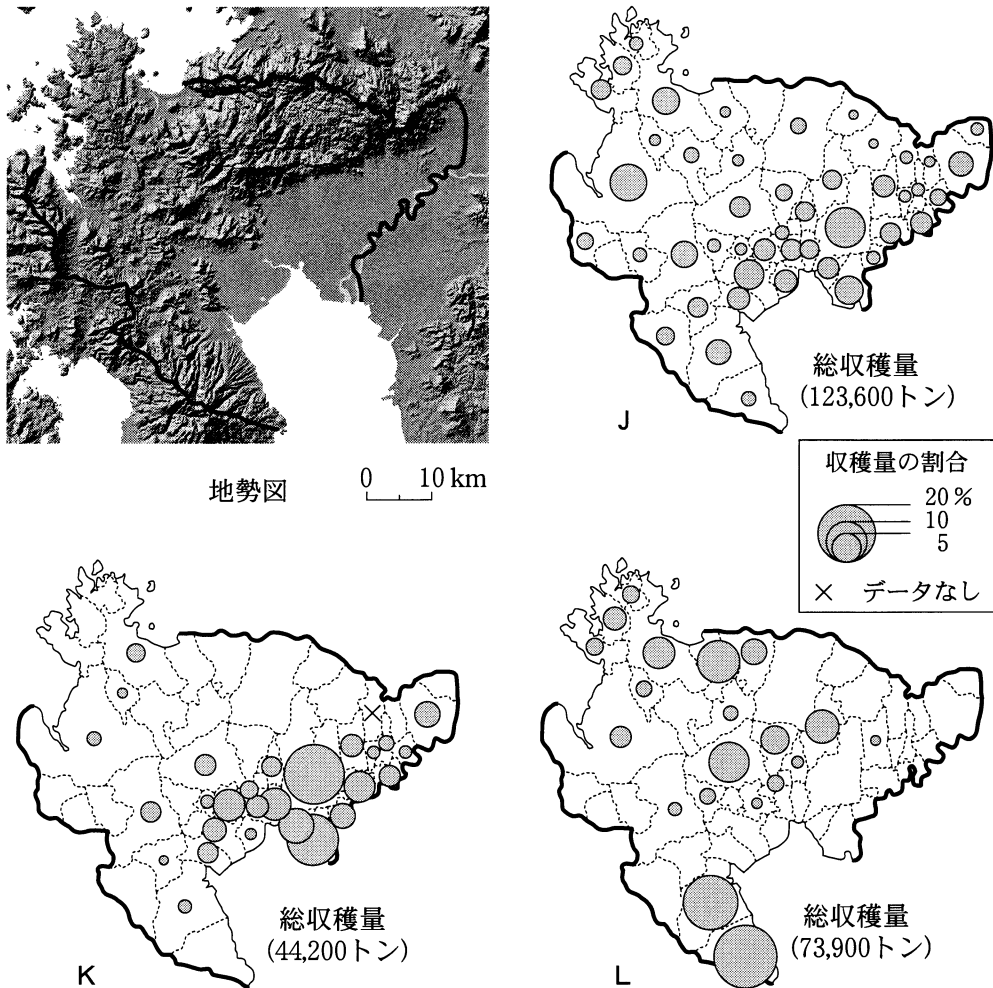 地勢図
0 10 km
総収穫量
(123,600トン)
J
収穫量の割合
20 %
10
5
× データなし
総収穫量
(44,200トン)
K
総収穫量
(73,900トン)
L